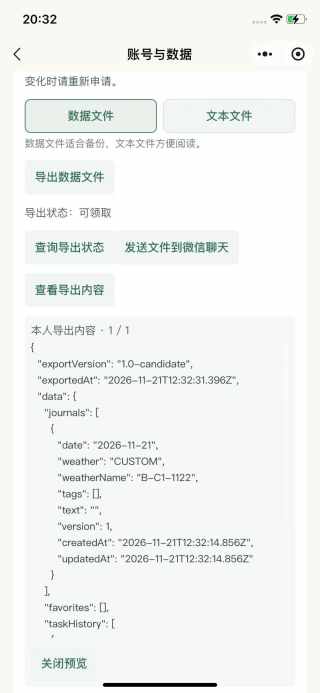 20:32
账号与数据
变化时请重新申请。
数据文件 文本文件
数据文件适合备份，文本文件方便阅读。
导出数据文件
导出状态：可领取
查询导出状态 发送文件到微信聊天
查看导出内容
本人导出内容 · 1 / 1
{
"exportVersion": "1.0-candidate",
"exportedAt": "2026-11-21T12:32:31.396Z",
"data": {
"journals": [
{
"date": "2026-11-21",
"weather": "CUSTOM",
"weatherName": "B-C1-1122",
"tags": [],
"text": "",
"version": 1,
"createdAt": "2026-11-21T12:32:14.856Z",
"updatedAt": "2026-11-21T12:32:14.856Z"
}
],
"favorites": [],
"taskHistory": [
关闭预览